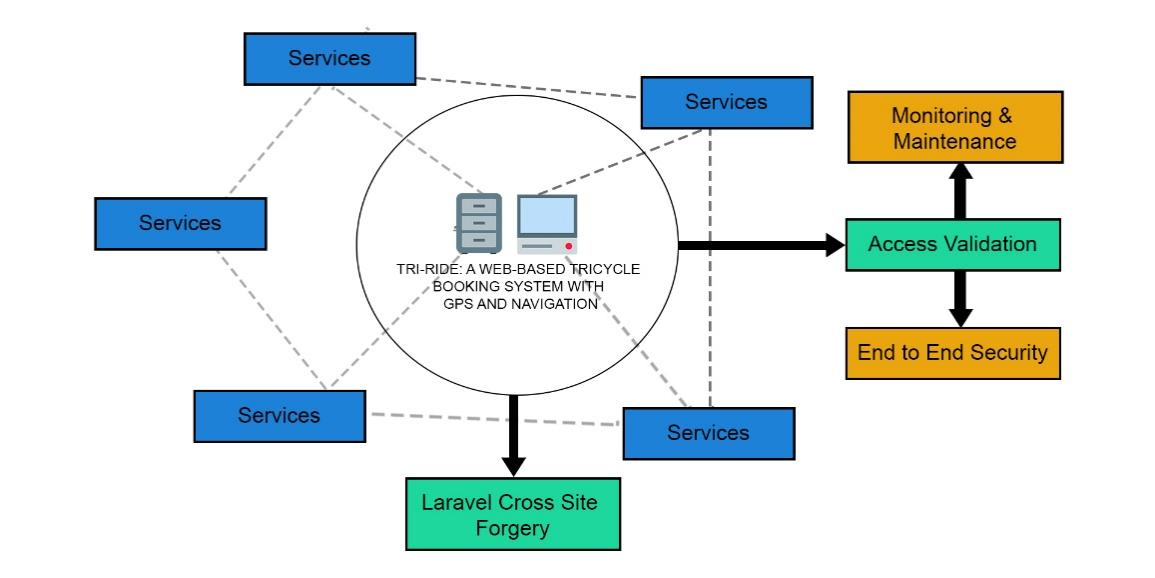 Services
Services
Monitoring &
Maintenance
Services
Access Validation
TRI-RIDE: A WEB-BASED TRICYCLE
BOOKING SYSTEM WITH
GPS AND NAVIGATION
End to End Security
Services
Services
Laravel Cross Site
Forgery